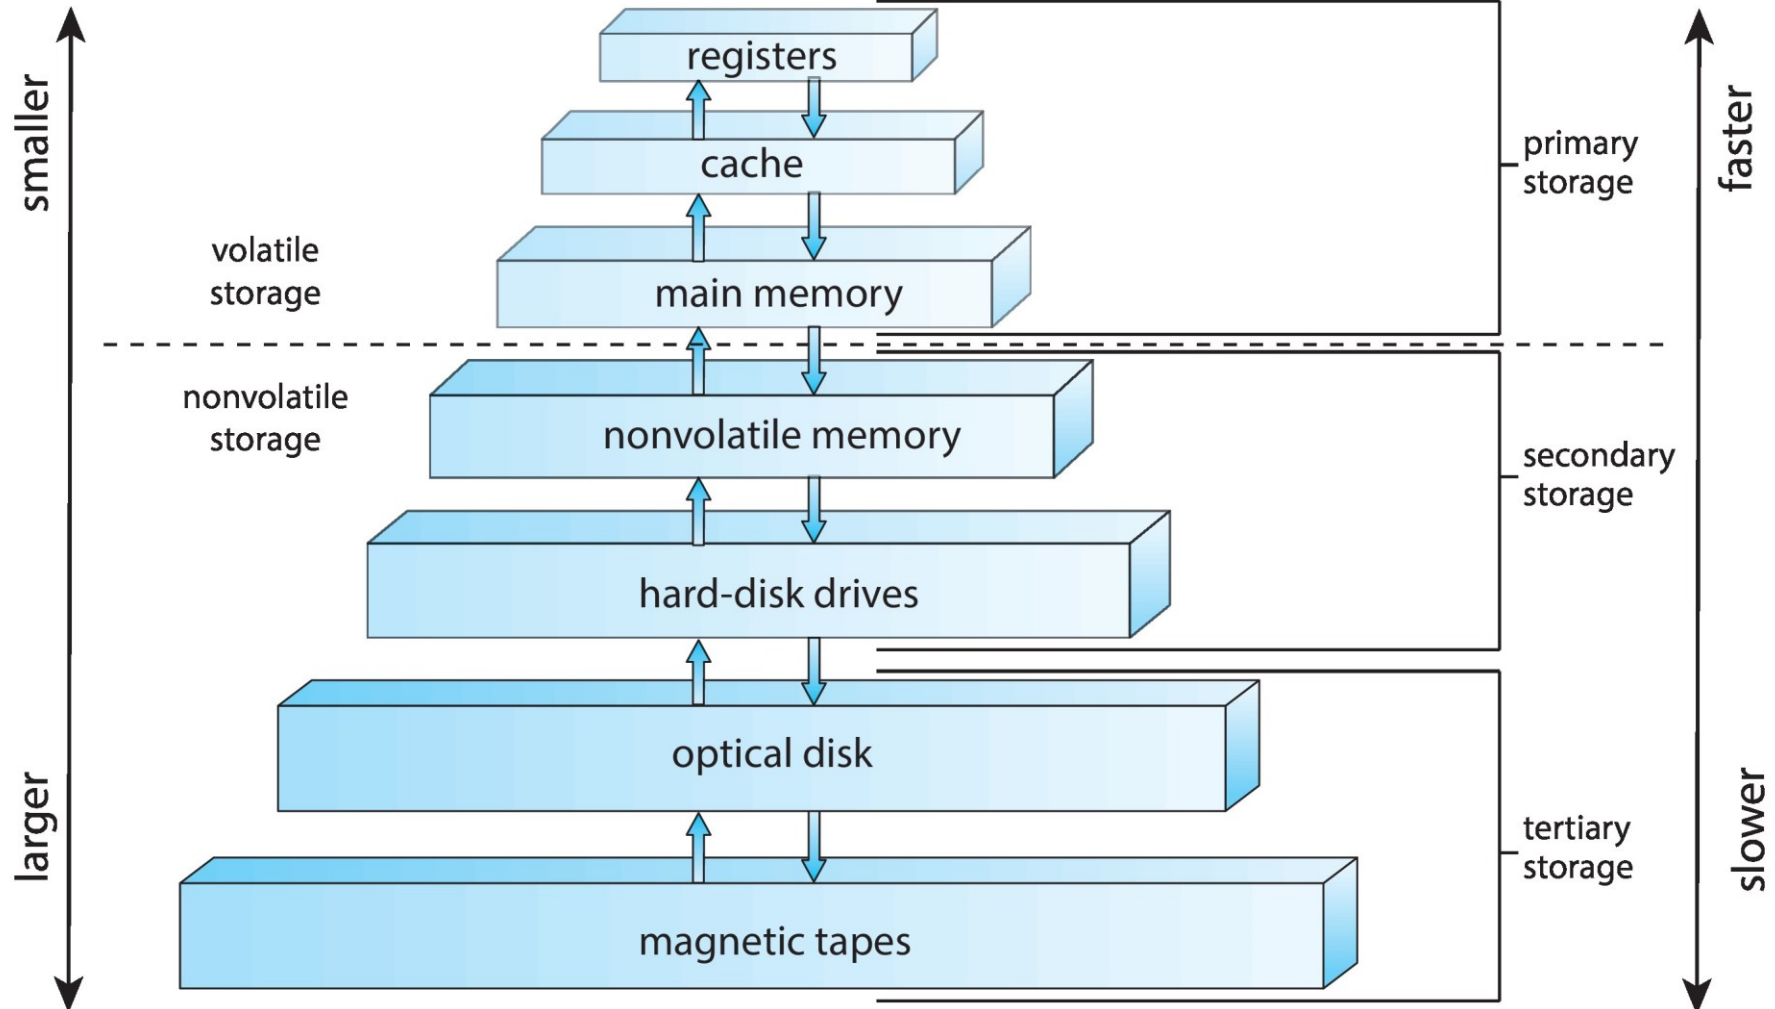 registers
smaller
faster
primary
storage
cache
volatile
storage
main memory
nonvolatile
storage
nonvolatile memory
secondary
storage
hard-disk drives
optical disk
larger
slower
tertiary
storage
magnetic tapes